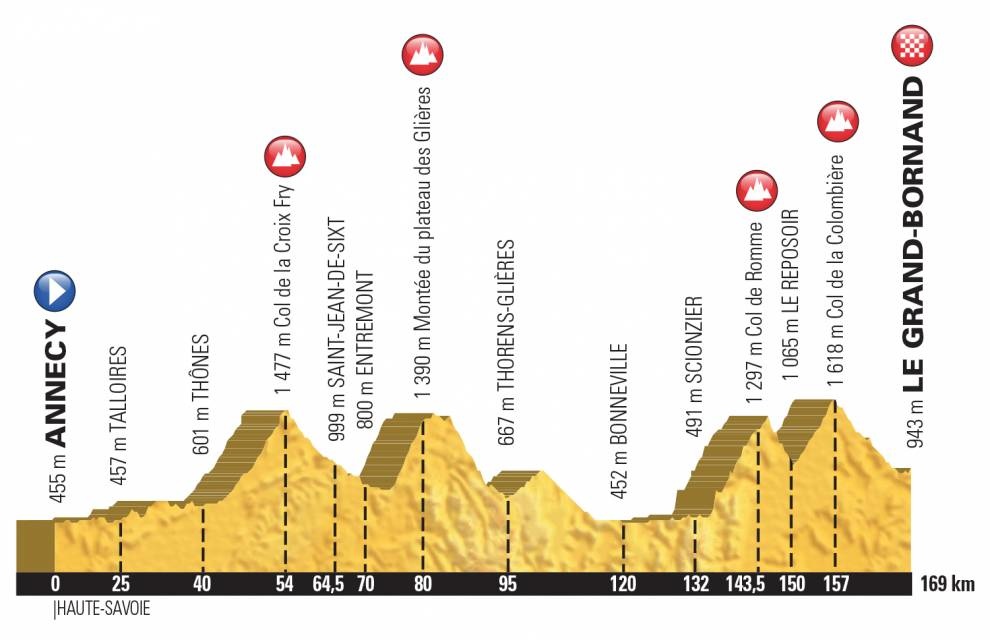 455 m ANNECY
457 m TALLOIRES
601 m THÔNES
1 477 m Col de la Croix Fry
999 m SAINT-JEAN-DE-SIXT
800 m ENTREMONT
1 390 m Montée du plateau des Glières
667 m THORENS-GLIÈRES
452 m BONNEVILLE
491 m SCIONZIER
1 297 m Col de Romme
1 065 m LE REPOSOIR
1 618 m Col de la Colombière
943 m LE GRAND-BORNAND
0 25 40 54 64,5 70 80 95 120 132 143,5 150 157 169 km
|HAUTE-SAVOIE